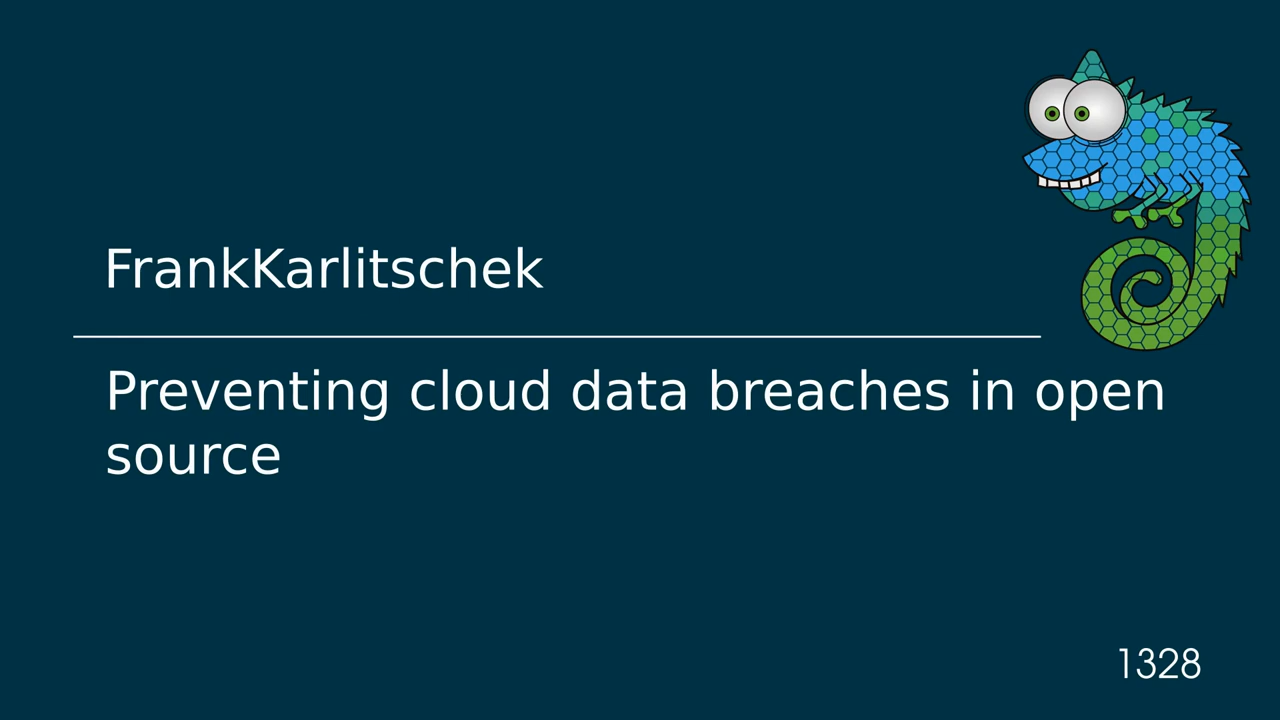 FrankKarlitschek
Preventing cloud data breaches in open
source
1328